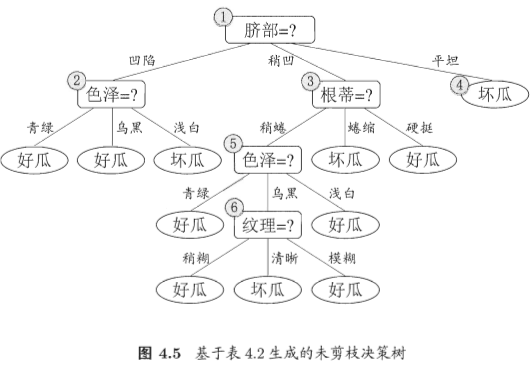 ① 脐部=?
凹陷 稍凹 平坦
② 色泽=? ③ 根蒂=? ④ 坏瓜
青绿 乌黑 浅白 稍蜷 蜷缩 硬挺
好瓜 好瓜 坏瓜 ⑤ 色泽=? 坏瓜 好瓜
青绿 乌黑 浅白
好瓜 ⑥ 纹理=? 好瓜
稍糊 清晰 模糊
好瓜 坏瓜 好瓜
图 4.5 基于表 4.2 生成的未剪枝决策树